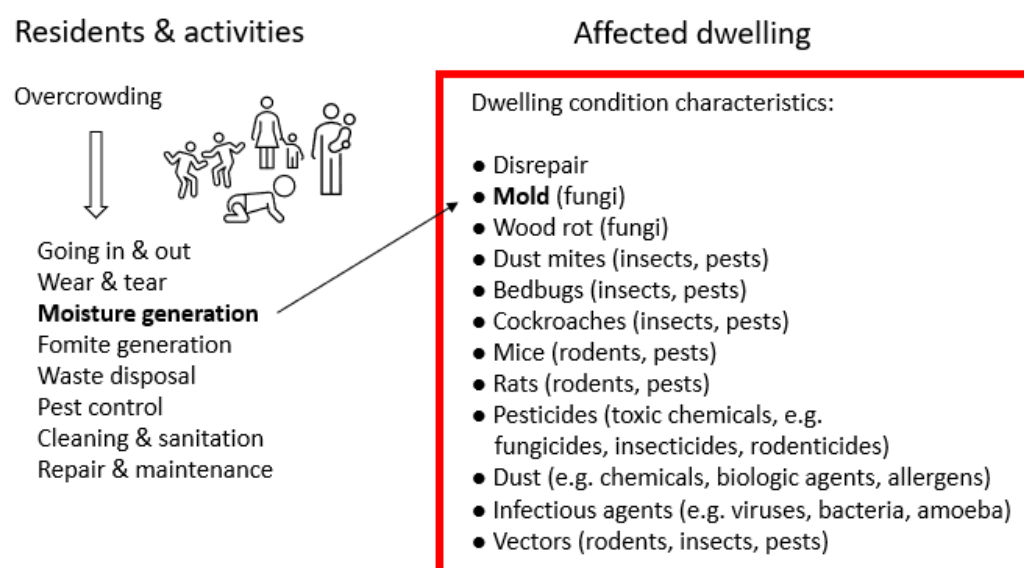 Residents & activities
Affected dwelling
Overcrowding
Going in & out
Wear & tear
Moisture generation
Fomite generation
Waste disposal
Pest control
Cleaning & sanitation
Repair & maintenance
Dwelling condition characteristics:
● Disrepair
● Mold (fungi)
● Wood rot (fungi)
● Dust mites (insects, pests)
● Bedbugs (insects, pests)
● Cockroaches (insects, pests)
● Mice (rodents, pests)
● Rats (rodents, pests)
● Pesticides (toxic chemicals, e.g.
fungicides, insecticides, rodenticides)
● Dust (e.g. chemicals, biologic agents, allergens)
● Infectious agents (e.g. viruses, bacteria, amoeba)
● Vectors (rodents, insects, pests)